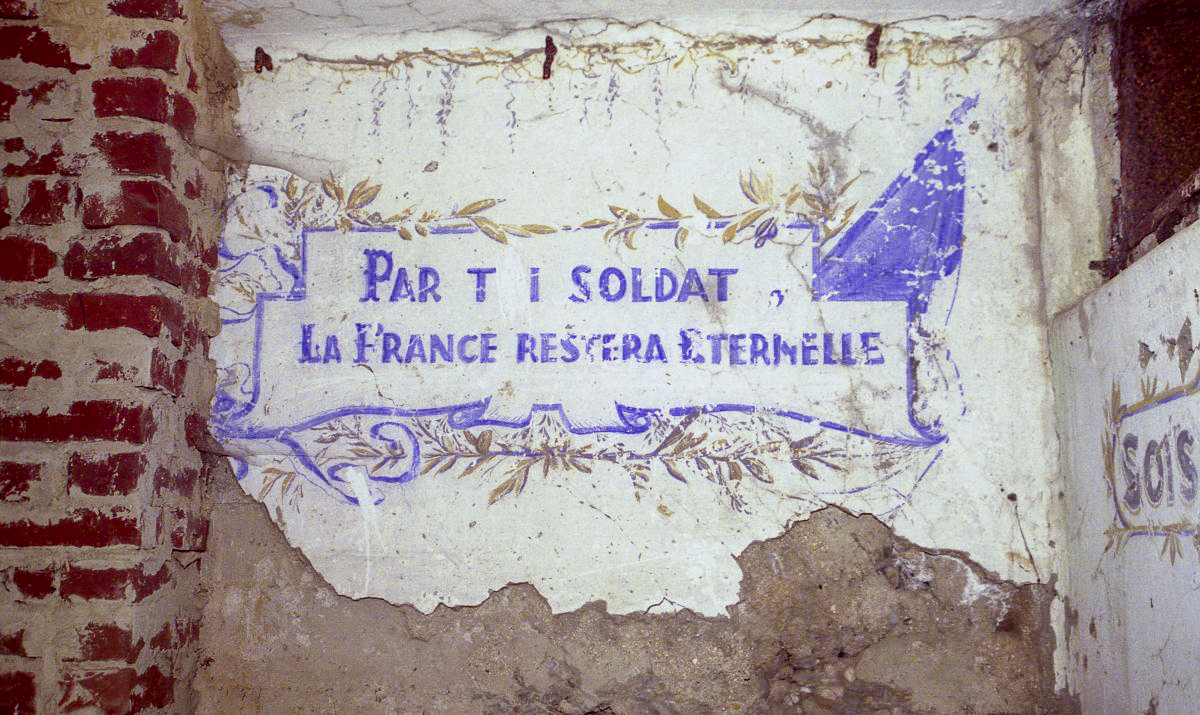 PAR T I SOLDAT,
LA FRANCE RESTERA ETERNELLE
SOIS